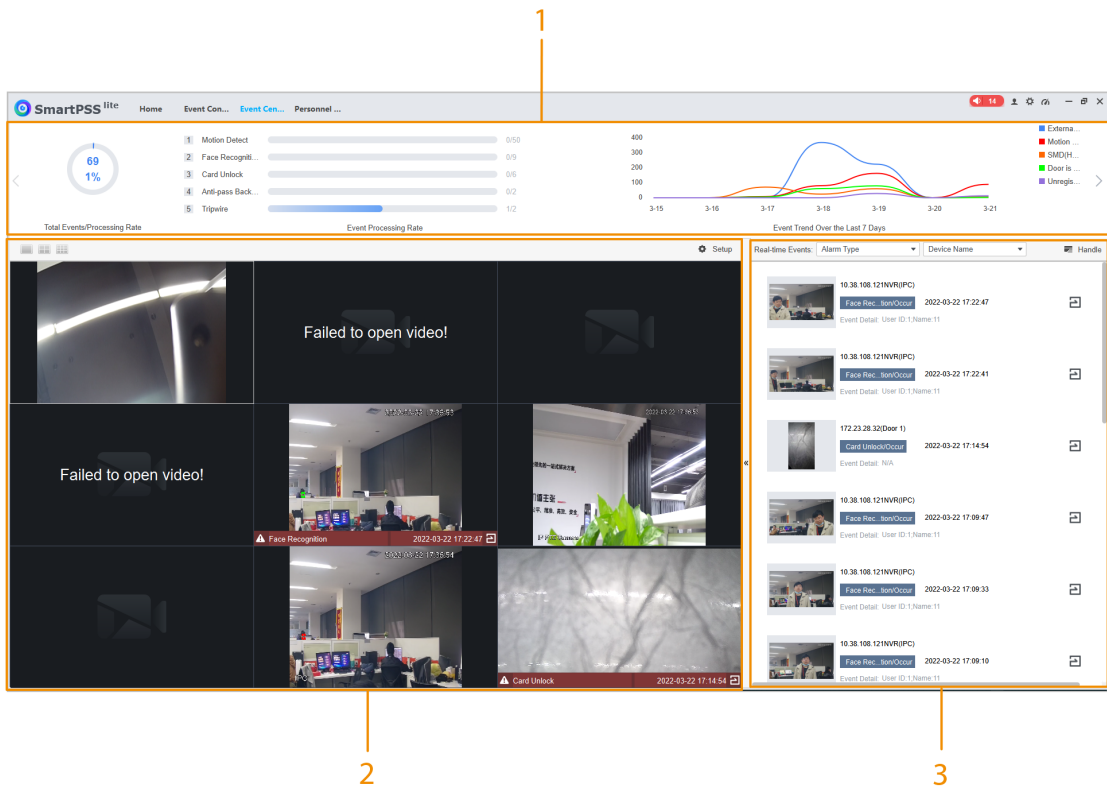 1
SmartPSS lite Home Event Con... Event Cen... Personnel ... 14
69
1%
Total Events/Processing Rate
1 Motion Detect 0/50
2 Face Recogniti... 0/9
3 Card Unlock 0/6
4 Anti-pass Back... 0/2
5 Tripwire 1/2
Event Processing Rate
400
300
200
100
0
3-15 3-16 3-17 3-18 3-19 3-20 3-21
Event Trend Over the Last 7 Days
Externa...
Motion ...
SMD(H...
Door is ...
Unregis...
Setup
Failed to open video!
Failed to open video!
2022-03-22 17:36:53
Face Recognition 2022-03-22 17:22:47
2022-03-22 17:36:54
Card Unlock 2022-03-22 17:14:54
Real-time Events: Alarm Type Device Name Handle
10.38.108.121NVR(IPC)
Face Rec...tion/Occur 2022-03-22 17:22:47
Event Detail: User ID:1;Name:11
10.38.108.121NVR(IPC)
Face Rec...tion/Occur 2022-03-22 17:22:41
Event Detail: User ID:1;Name:11
172.23.28.32(Door 1)
Card Unlock/Occur 2022-03-22 17:14:54
Event Detail: N/A
10.38.108.121NVR(IPC)
Face Rec...tion/Occur 2022-03-22 17:09:47
Event Detail: User ID:1;Name:11
10.38.108.121NVR(IPC)
Face Rec...tion/Occur 2022-03-22 17:09:33
Event Detail: User ID:1;Name:11
10.38.108.121NVR(IPC)
Face Rec...tion/Occur 2022-03-22 17:09:10
Event Detail: User ID:1;Name:11
2
3